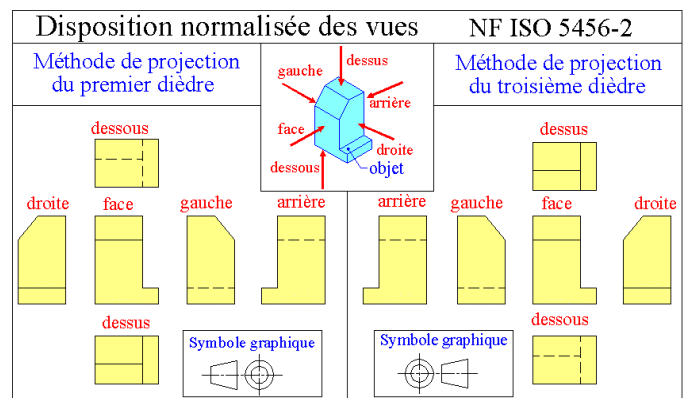 Disposition normalisée des vues NF ISO 5456-2
Méthode de projection
du premier dièdre
dessus
gauche
arrière
face
droite
dessous
objet
Méthode de projection
du troisième dièdre
dessous
droite
face
gauche
arrière
dessus
Symbole graphique
dessus
arrière
gauche
face
droite
dessous
Symbole graphique